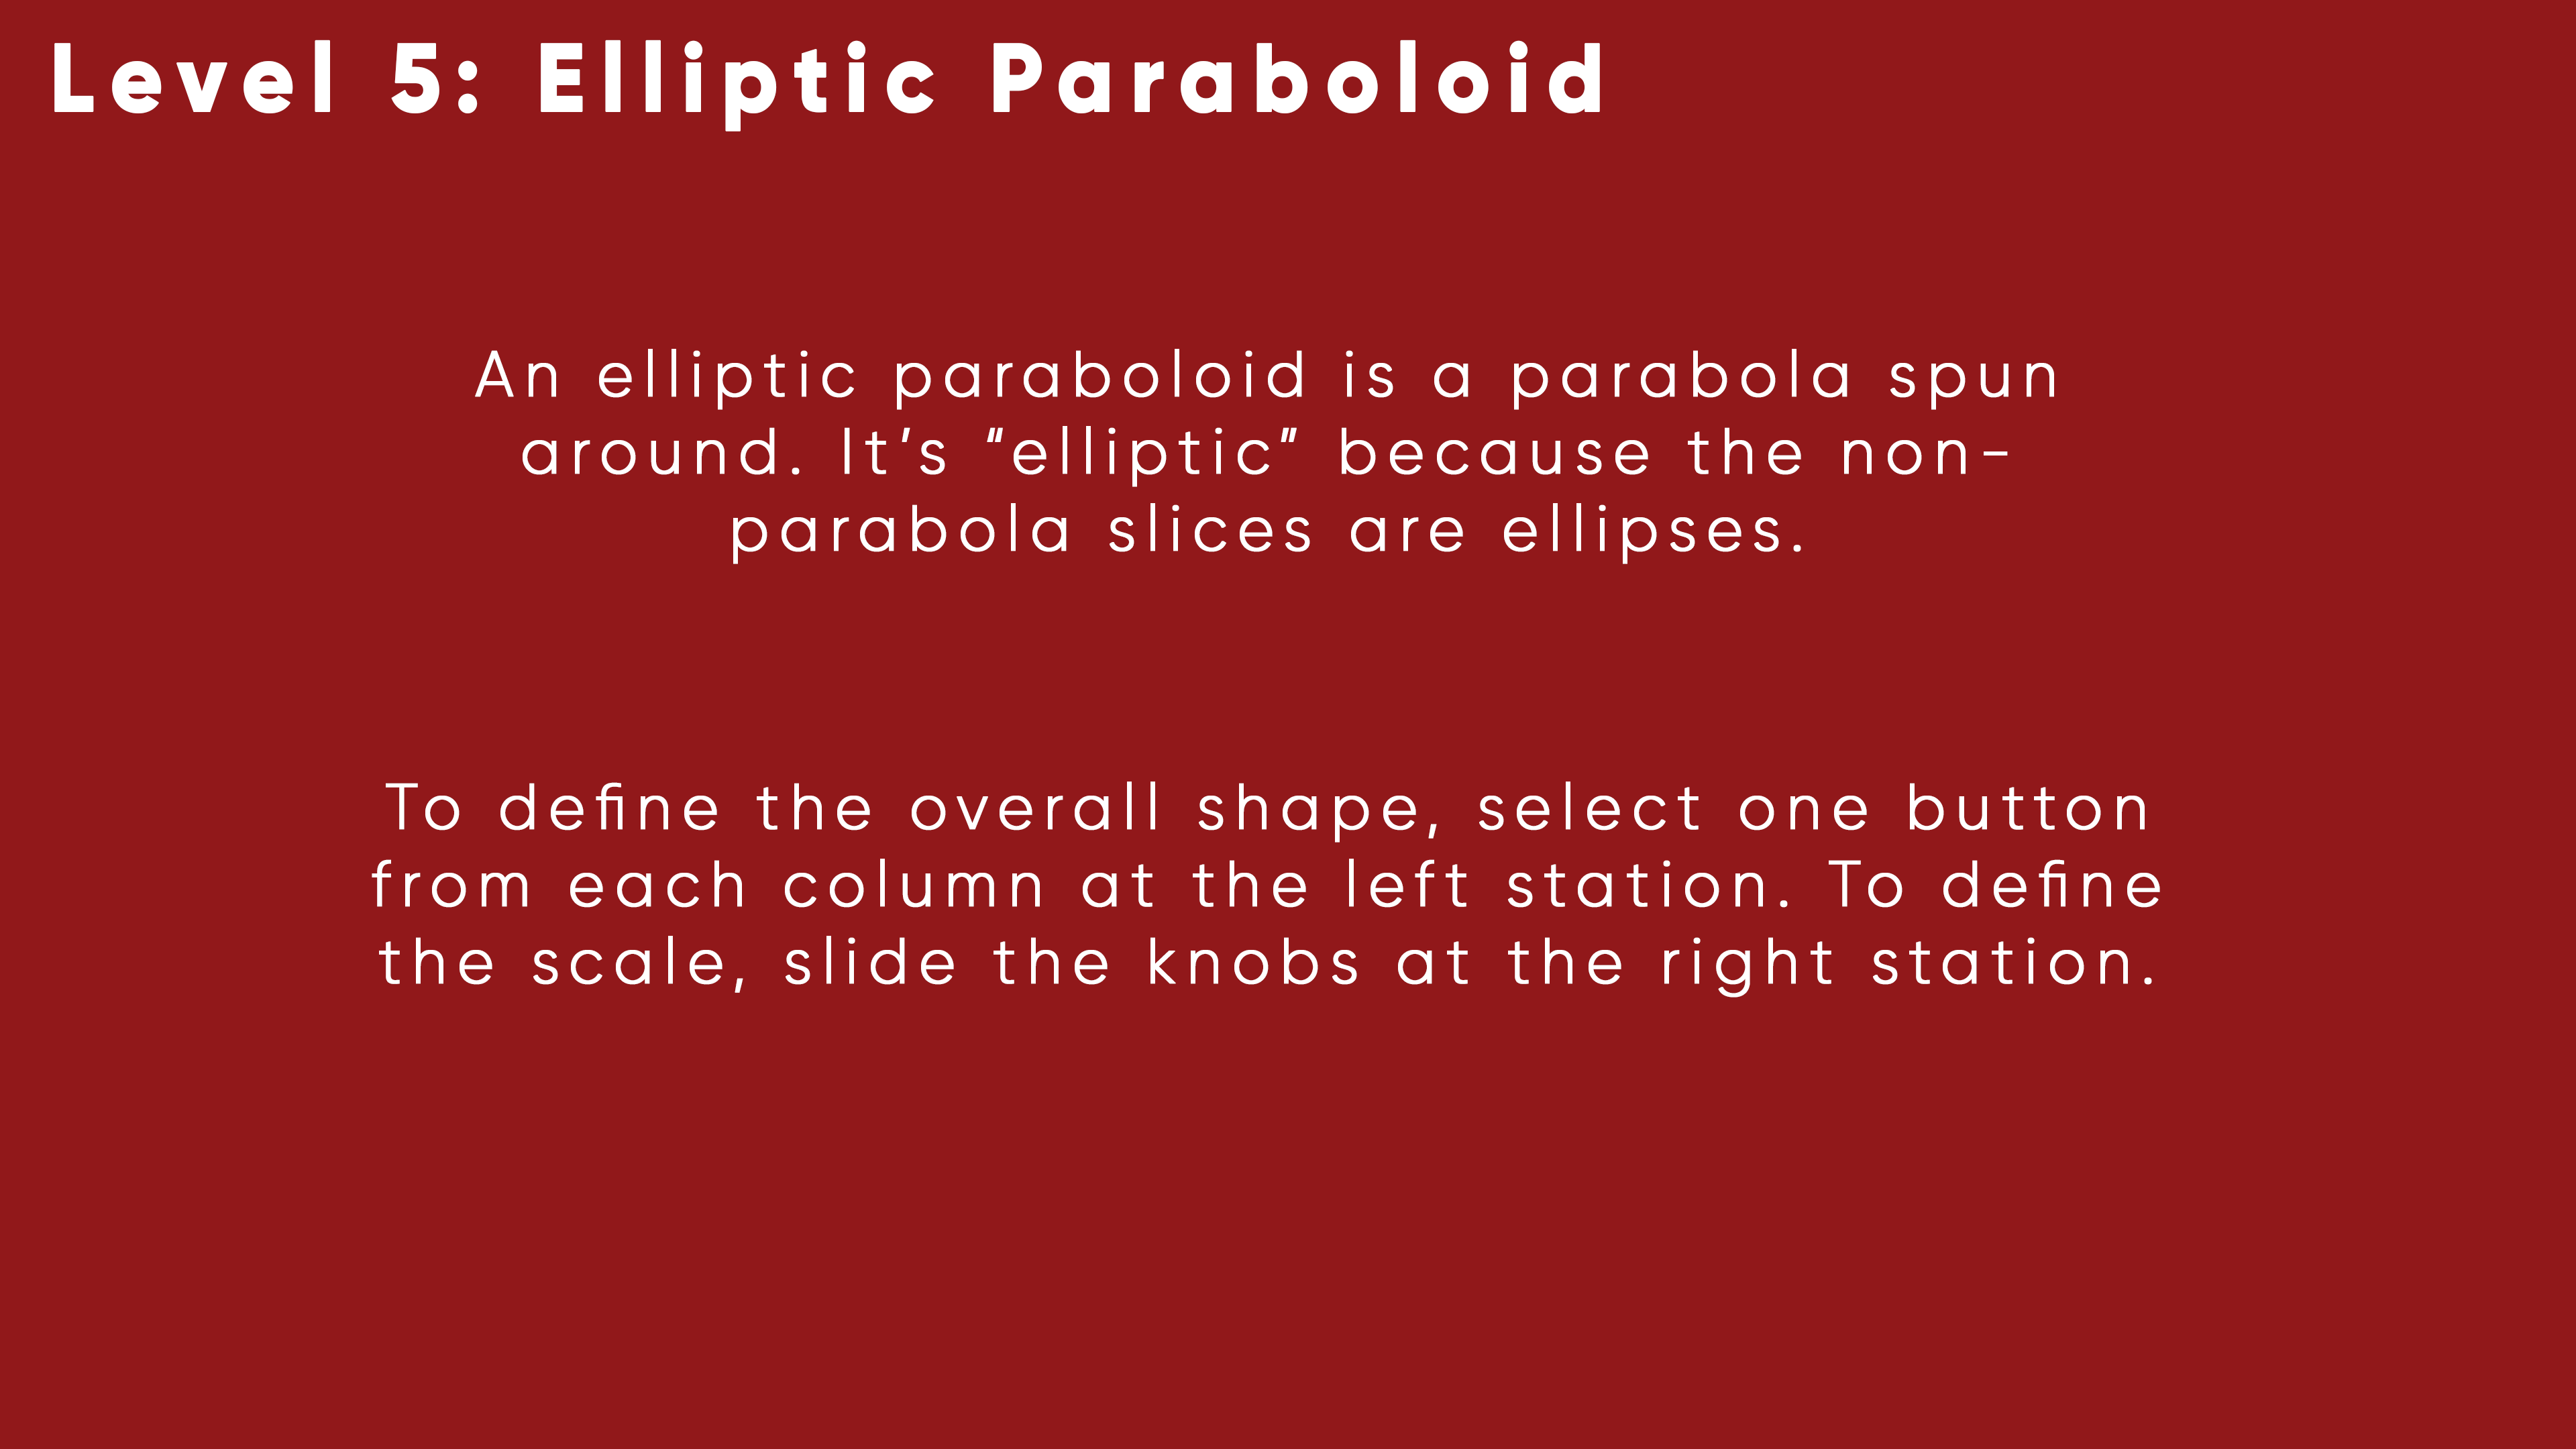 Level 5: Elliptic Paraboloid
An elliptic paraboloid is a parabola spun
around. It’s “elliptic” because the non-
parabola slices are ellipses.
To define the overall shape, select one button
from each column at the left station. To define
the scale, slide the knobs at the right station.